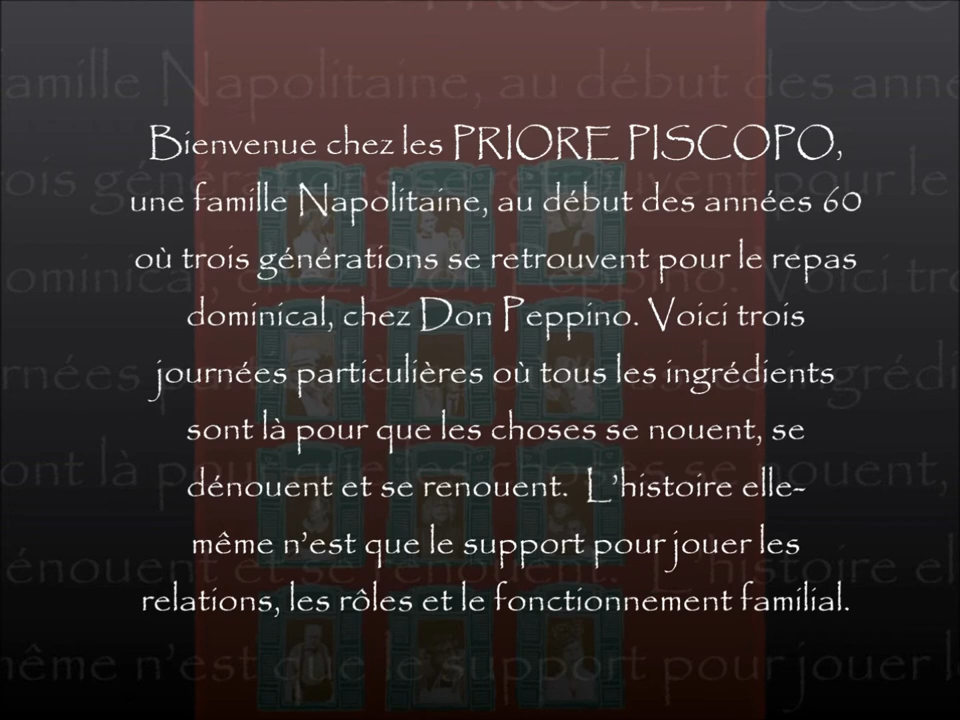 Bienvenue chez les PRIORE PISCOPO,
une famille Napolitaine, au début des années 60
où trois générations se retrouvent pour le repas
dominical, chez Don Peppino. Voici trois
journées particulières où tous les ingrédients
sont là pour que les choses se nouent, se
dénouent et se renouent. L'histoire elle-
même n'est que le support pour jouer les
relations, les rôles et le fonctionnement familial.